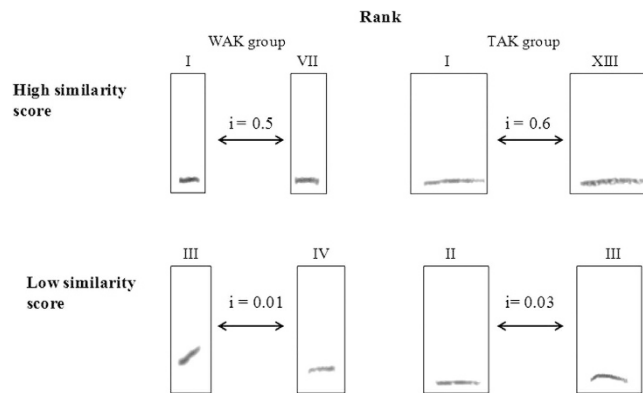 Rank
WAK group TAK group
I VII I XIII
High similarity
score
i = 0.5 i = 0.6
III IV II III
Low similarity
score
i = 0.01 i= 0.03